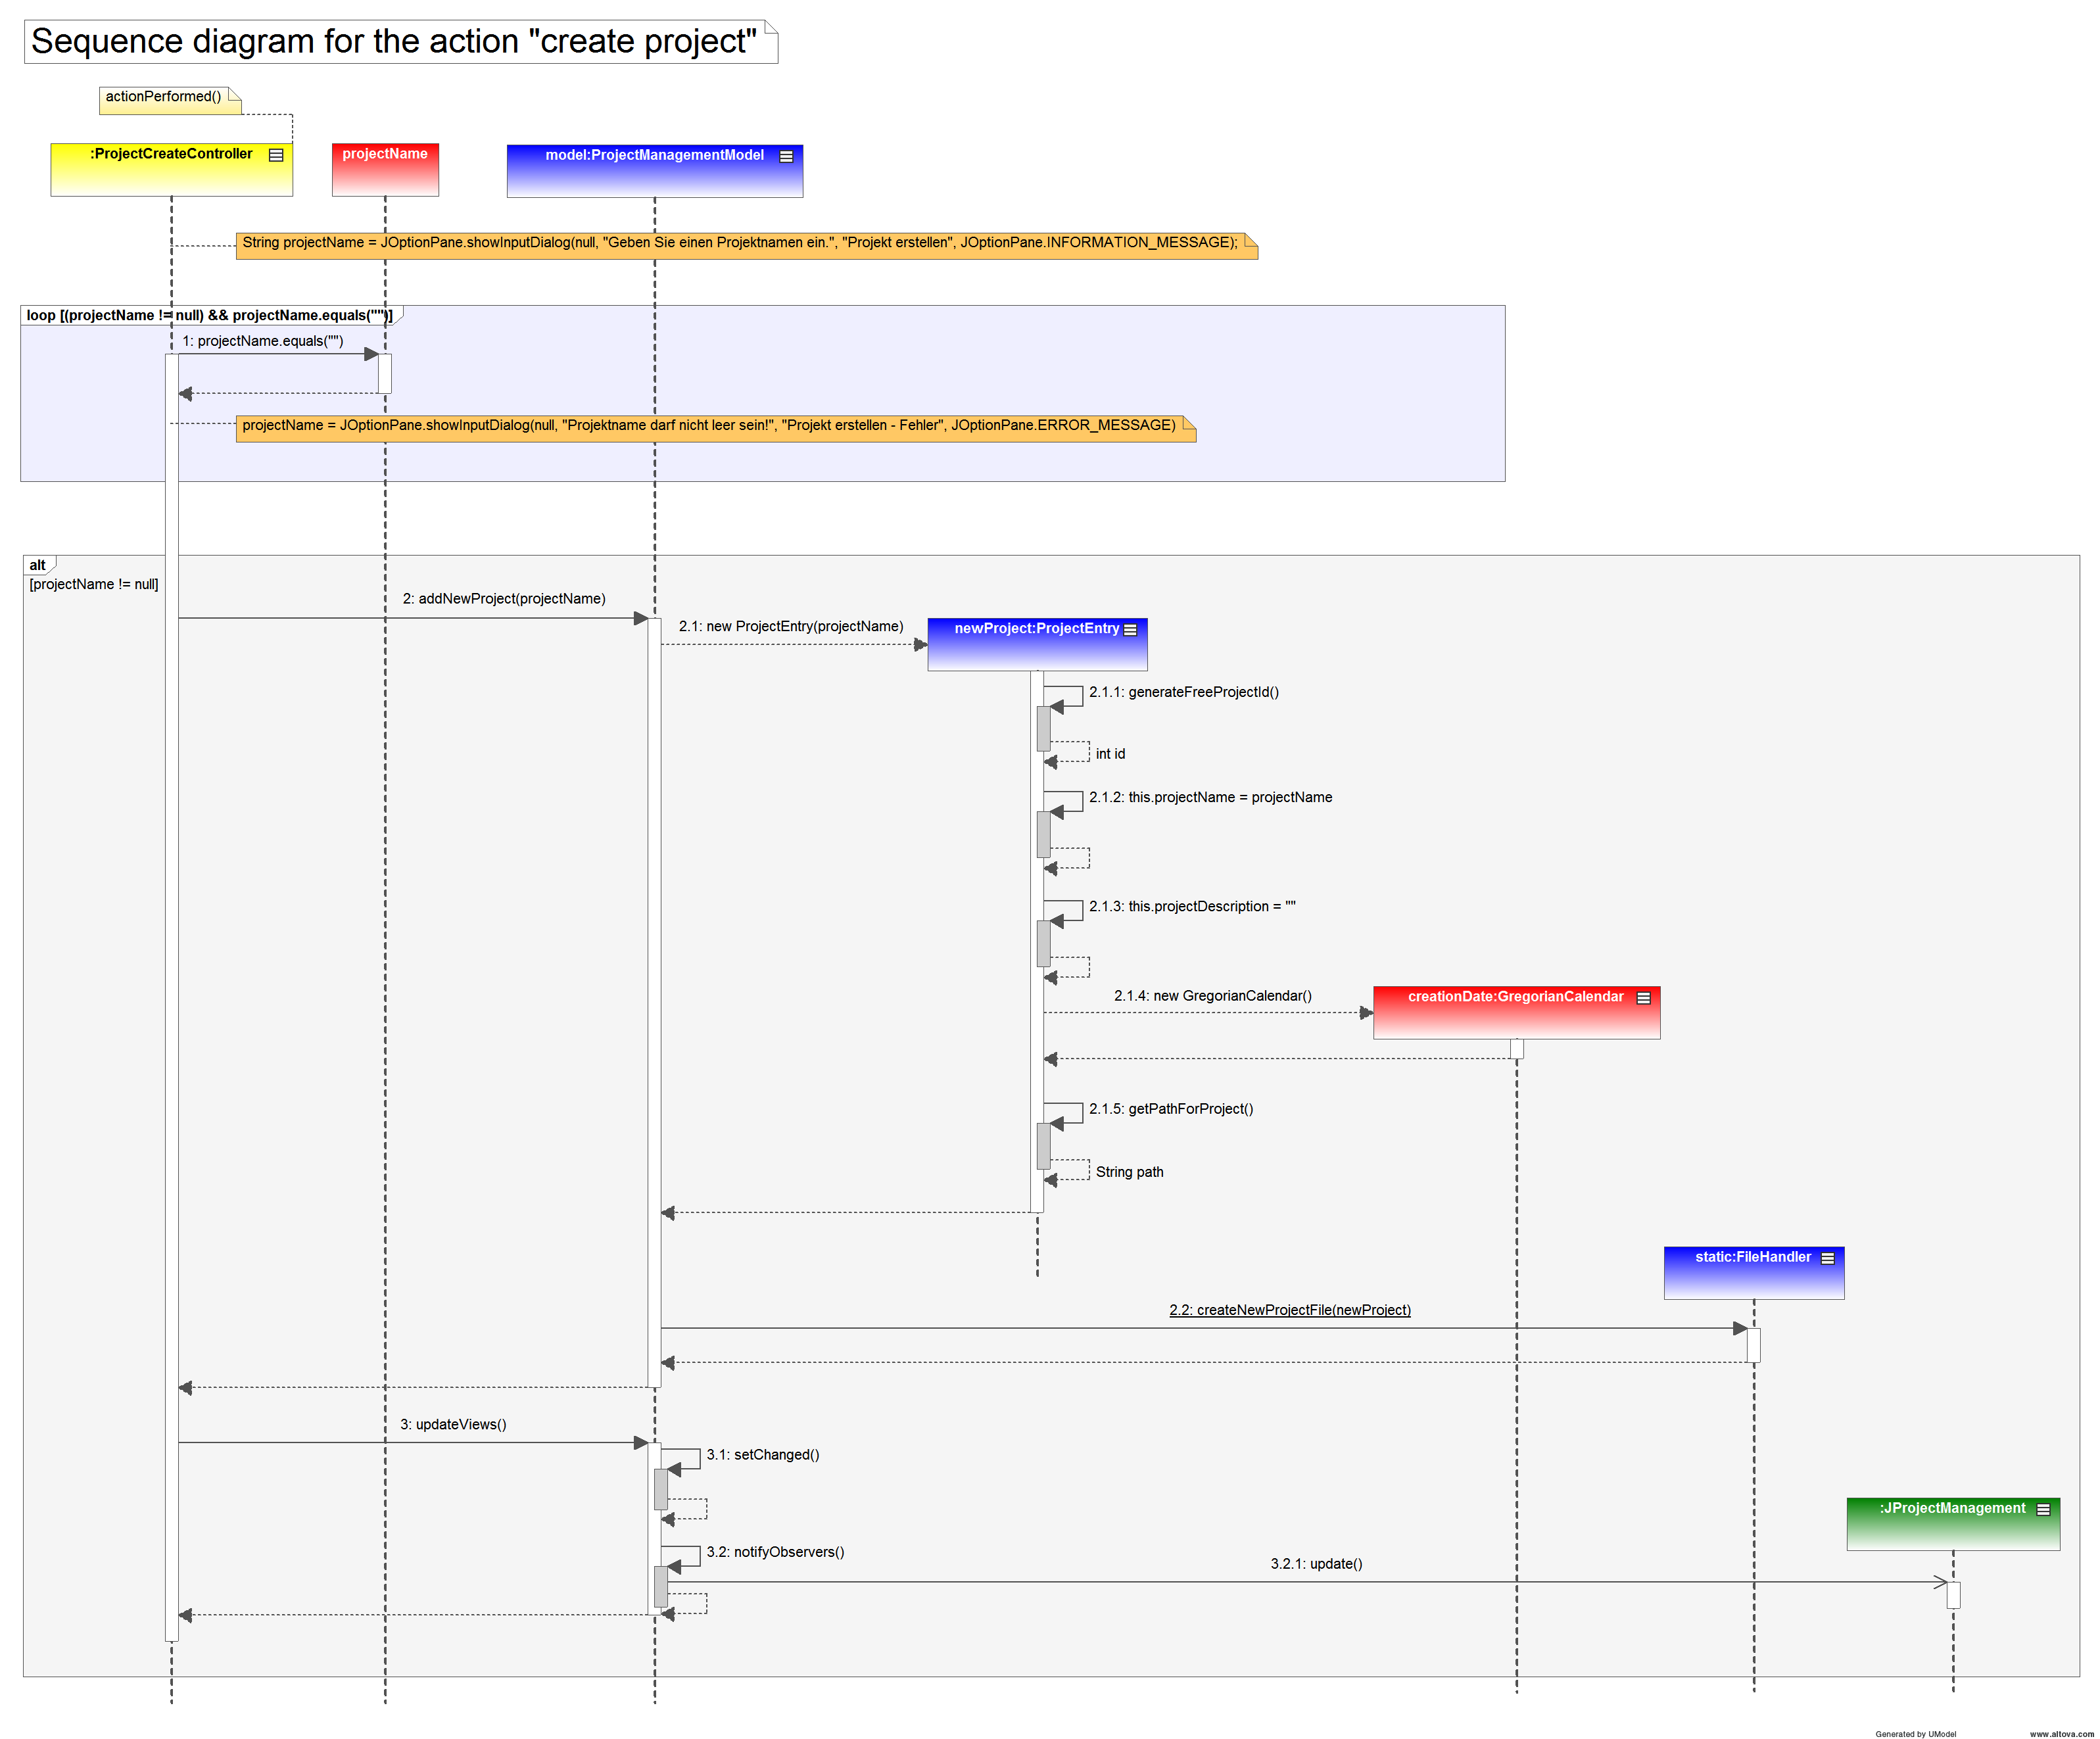 Sequence diagram for the action "create project"
actionPerformed()
:ProjectCreateController
projectName
model:ProjectManagementModel
String projectName = JOptionPane.showInputDialog(null, "Geben Sie einen Projektnamen ein.", "Projekt erstellen", JOptionPane.INFORMATION_MESSAGE);
loop [(projectName != null) && projectName.equals("")]
1: projectName.equals("")
projectName = JOptionPane.showInputDialog(null, "Projektname darf nicht leer sein!", "Projekt erstellen - Fehler", JOptionPane.ERROR_MESSAGE)
alt
[projectName != null]
2: addNewProject(projectName)
2.1: new ProjectEntry(projectName)
newProject:ProjectEntry
2.1.1: generateFreeProjectId()
int id
2.1.2: this.projectName = projectName
2.1.3: this.projectDescription = ""
2.1.4: new GregorianCalendar()
creationDate:GregorianCalendar
2.1.5: getPathForProject()
String path
static:FileHandler
2.2: createNewProjectFile(newProject)
3: updateViews()
3.1: setChanged()
:JProjectManagement
3.2: notifyObservers()
3.2.1: update()
Generated by UModel
www.altova.com